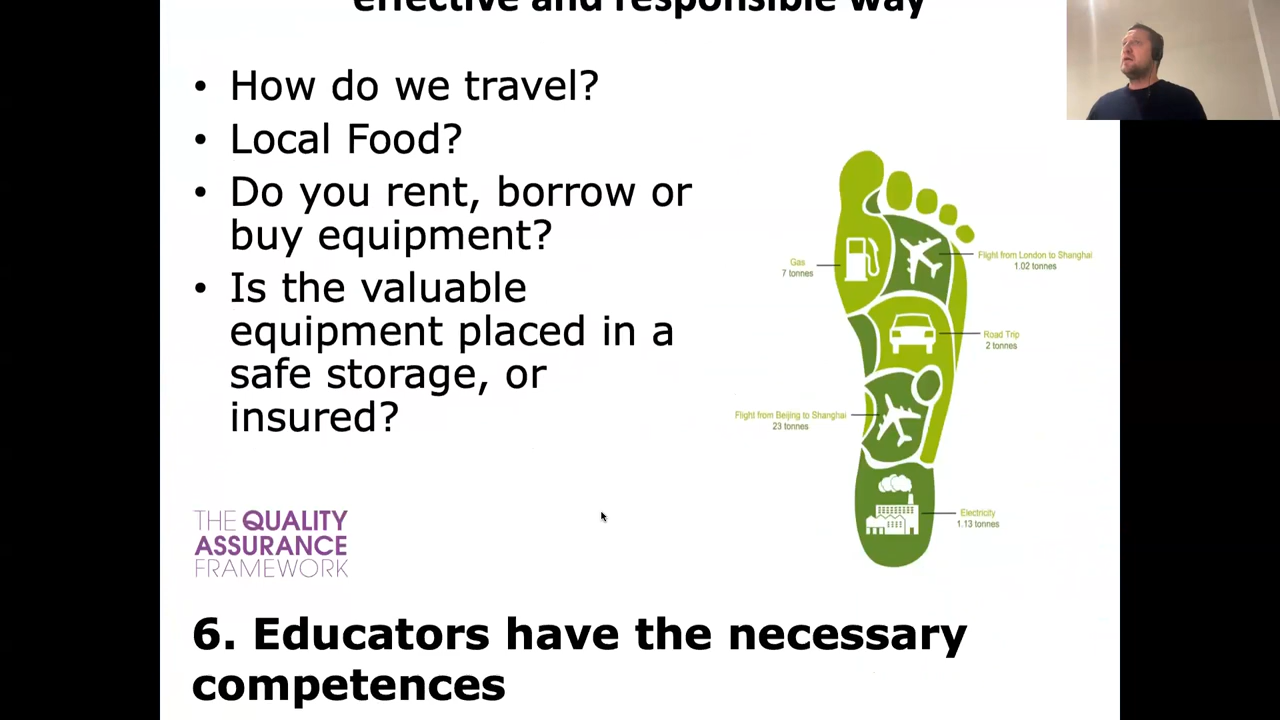 effective and responsible way
• How do we travel?
• Local Food?
• Do you rent, borrow or
buy equipment?
• Is the valuable
equipment placed in a
safe storage, or
insured?
Gas
7 tonnes
Flight from London to Shanghai
1.02 tonnes
Road Trip
2 tonnes
Flight from Beijing to Shanghai
23 tonnes
Electricity
1.13 tonnes
THE QUALITY
ASSURANCE
FRAMEWORK
6. Educators have the necessary
competences